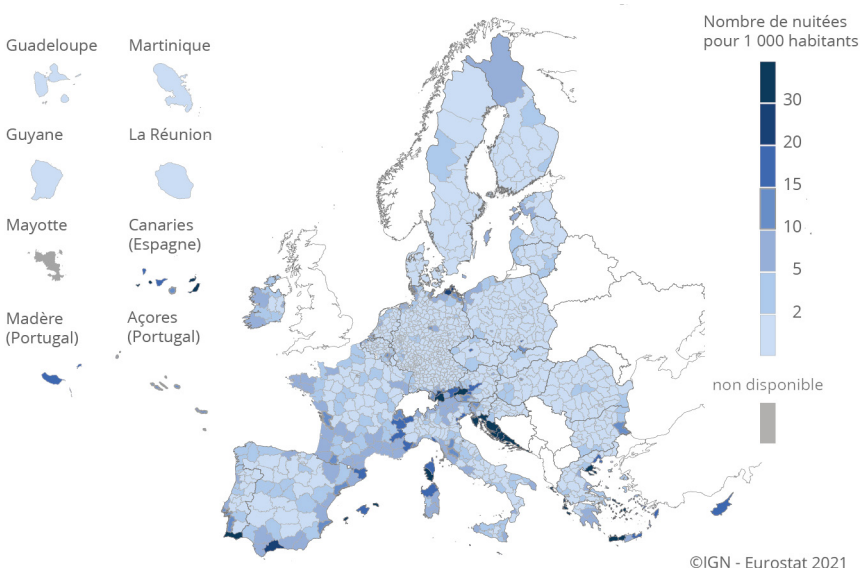 Nombre de nuitées
pour 1 000 habitants
Guadeloupe
Martinique
Guyane
La Réunion
Mayotte
Canaries
(Espagne)
Madère
(Portugal)
Açores
(Portugal)
30
20
15
10
5
2
non disponible
©IGN - Eurostat 2021